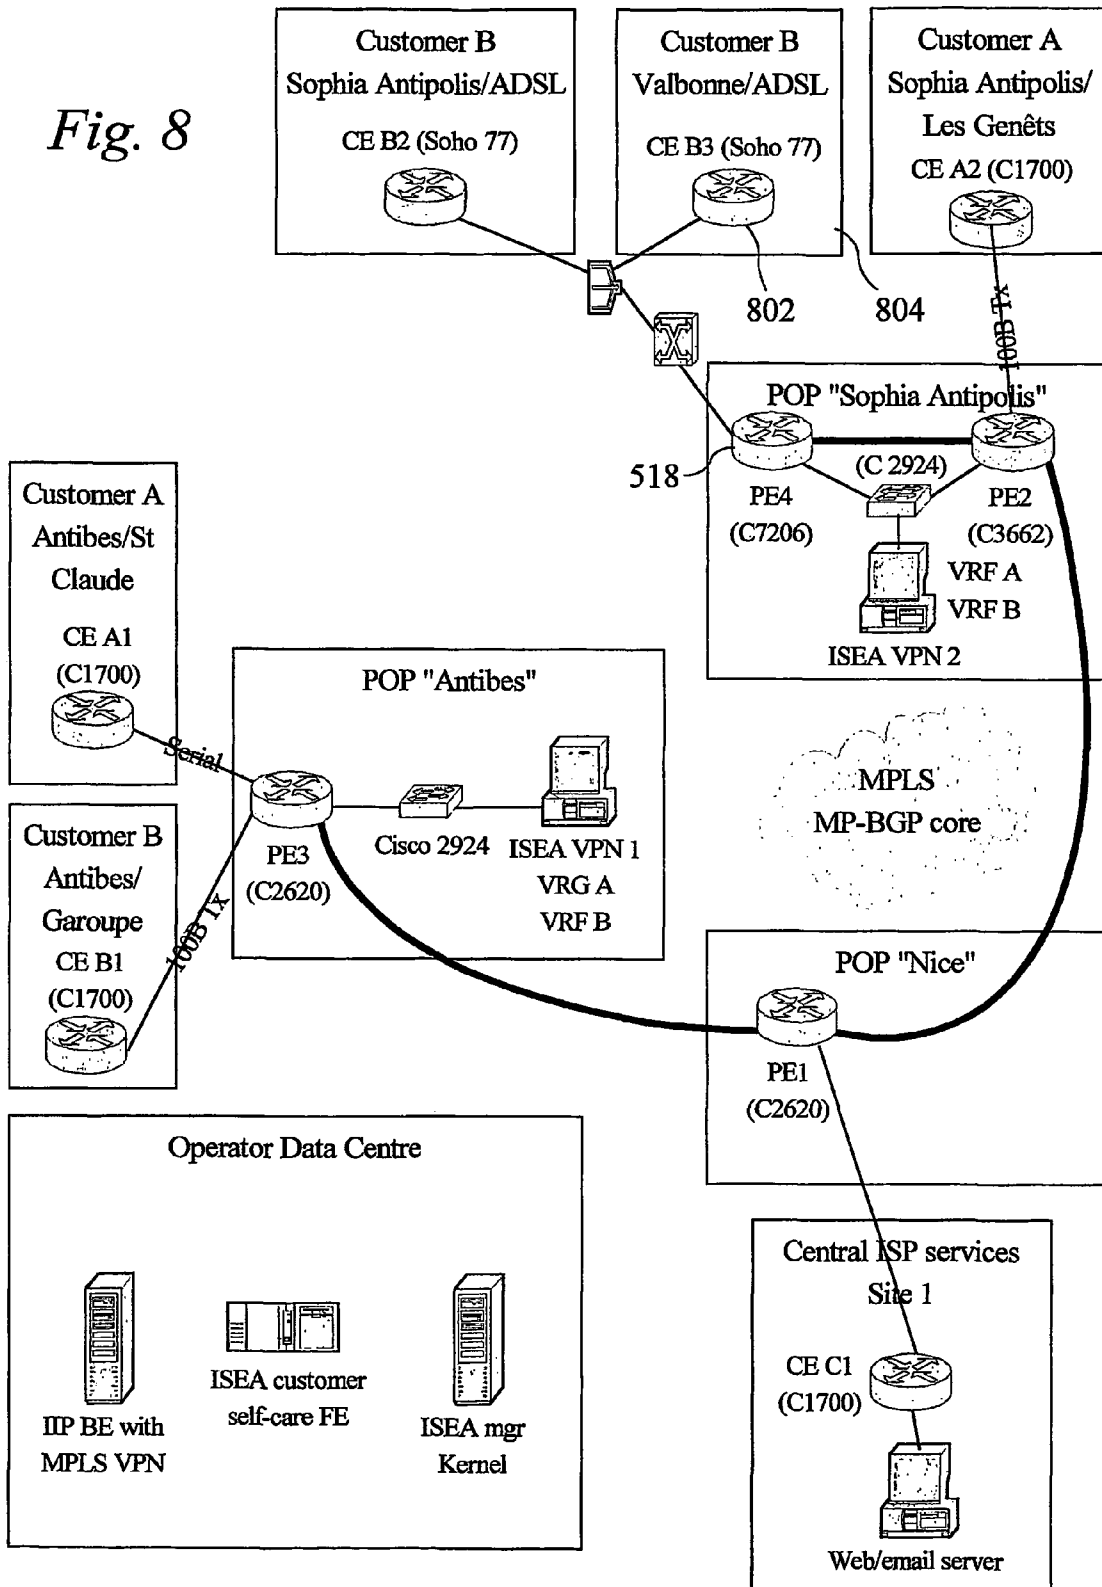 Fig. 8
Customer B
Sophia Antipolis/ADSL
CE B2 (Soho 77)
Customer B
Valbonne/ADSL
CE B3 (Soho 77)
Customer A
Sophia Antipolis/
Les Genêts
CE A2 (C1700)
802
804
100B Tx
POP "Sophia Antipolis"
518
(C 2924)
PE4
(C7206)
PE2
(C3662)
VRF A
VRF B
ISEA VPN 2
Customer A
Antibes/St
Claude
CE A1
(C1700)
Serial
POP "Antibes"
PE3
(C2620)
Cisco 2924
ISEA VPN 1
VRG A
VRF B
MPLS
MP-BGP core
Customer B
Antibes/
Garoupe
CE B1
(C1700)
100B Tx
POP "Nice"
PE1
(C2620)
Operator Data Centre
IIP BE with
MPLS VPN
ISEA customer
self-care FE
ISEA mgr
Kernel
Central ISP services
Site 1
CE C1
(C1700)
Web/email server